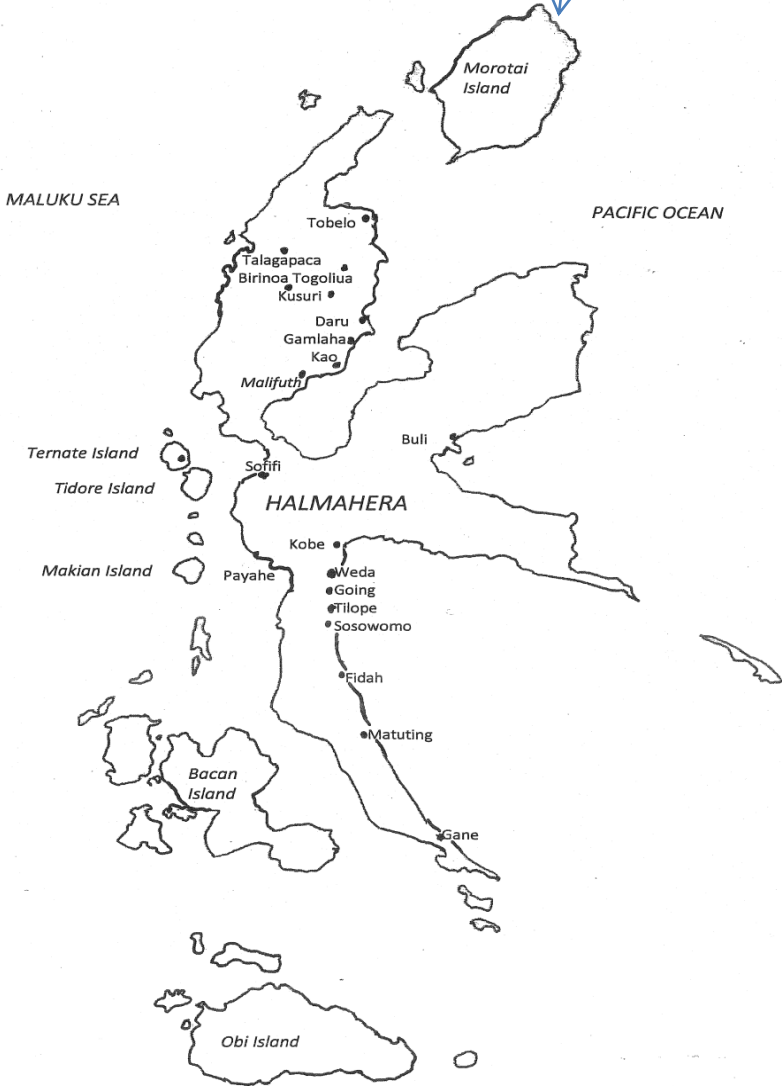 Morotai
Island
MALUKU SEA
PACIFIC OCEAN
Tobelo
Talagapaca
Birinoa Togoliua
Kusuri
Daru
Gamlaha
Kao
Malifuth
Buli
Ternate Island
Sofifi
Tidore Island
HALMAHERA
Kobe
Makian Island
Payahe
Weda
Going
Tilope
Sosowomo
Fidah
Matuting
Bacan
Island
Gane
Obi Island